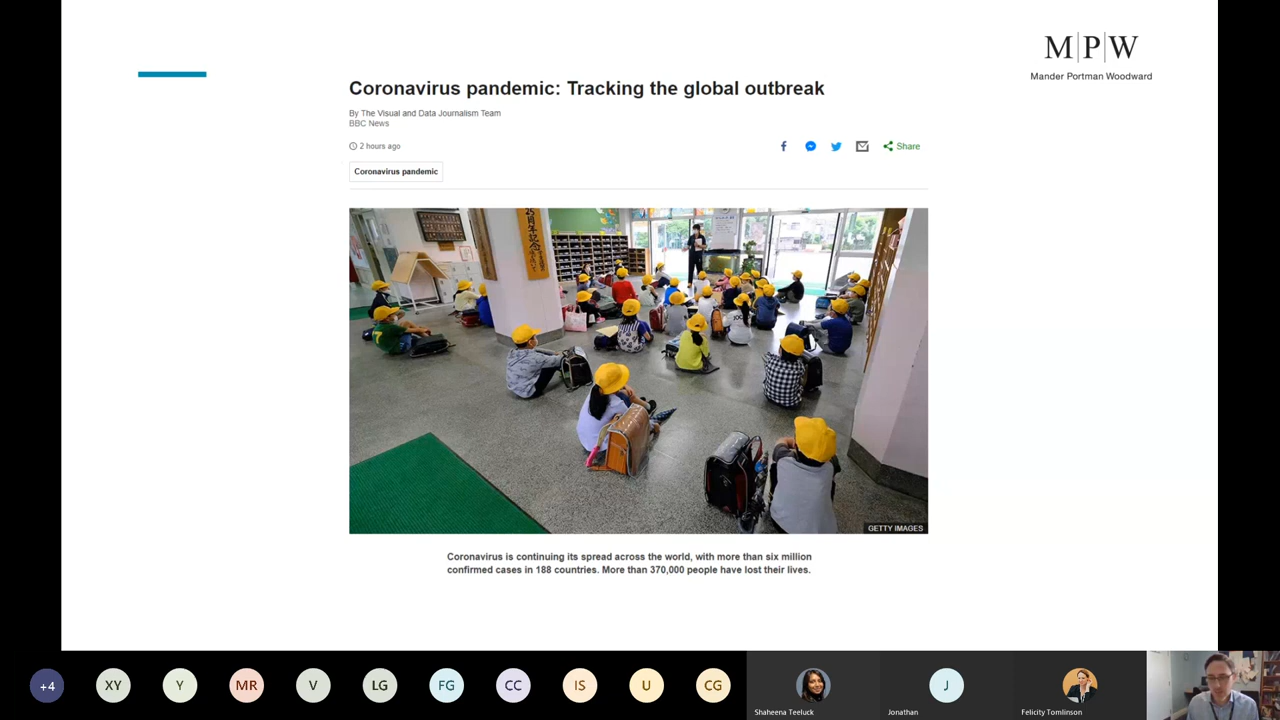 M|P|W
Mander Portman Woodward
Coronavirus pandemic: Tracking the global outbreak
By The Visual and Data Journalism Team
BBC News
2 hours ago
Share
Coronavirus pandemic
GETTY IMAGES
Coronavirus is continuing its spread across the world, with more than six million
confirmed cases in 188 countries. More than 370,000 people have lost their lives.
+4
XY
Y
MR
V
LG
FG
CC
IS
U
CG
J
Shaheena Teeluck
Jonathan
Felicity Tomlinson